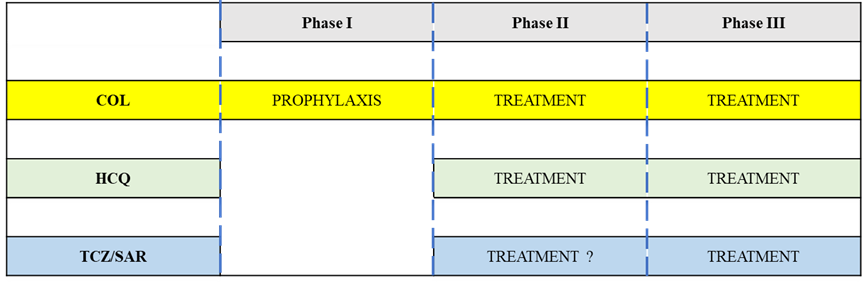 Phase I Phase II Phase III
COL PROPHYLAXIS TREATMENT TREATMENT
HCQ TREATMENT TREATMENT
TCZ/SAR TREATMENT ? TREATMENT